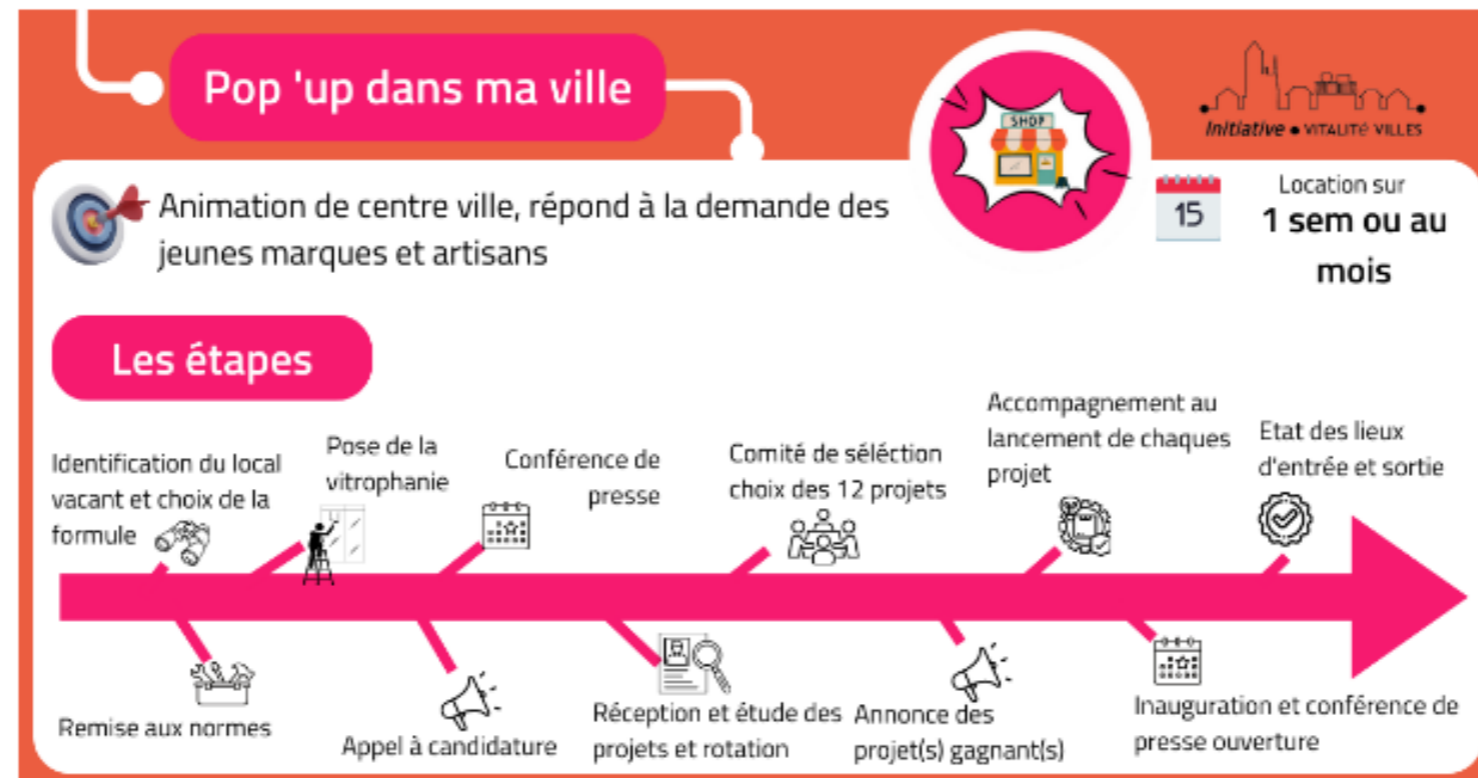 Pop 'up dans ma ville
SHOP
Initiative • VITALITÉ VILLES
Animation de centre ville, répond à la demande des
jeunes marques et artisans
15
Location sur
1 sem ou au
mois
Les étapes
Identification du local
vacant et choix de la
formule
Remise aux normes
Pose de la
vitrophanie
Appel à candidature
Conférence de
presse
Réception et étude des
projets et rotation
Comité de séléction
choix des 12 projets
Annonce des
projet(s) gagnant(s)
Accompagnement au
lancement de chaques
projet
Inauguration et conférence de
presse ouverture
Etat des lieux
d'entrée et sortie